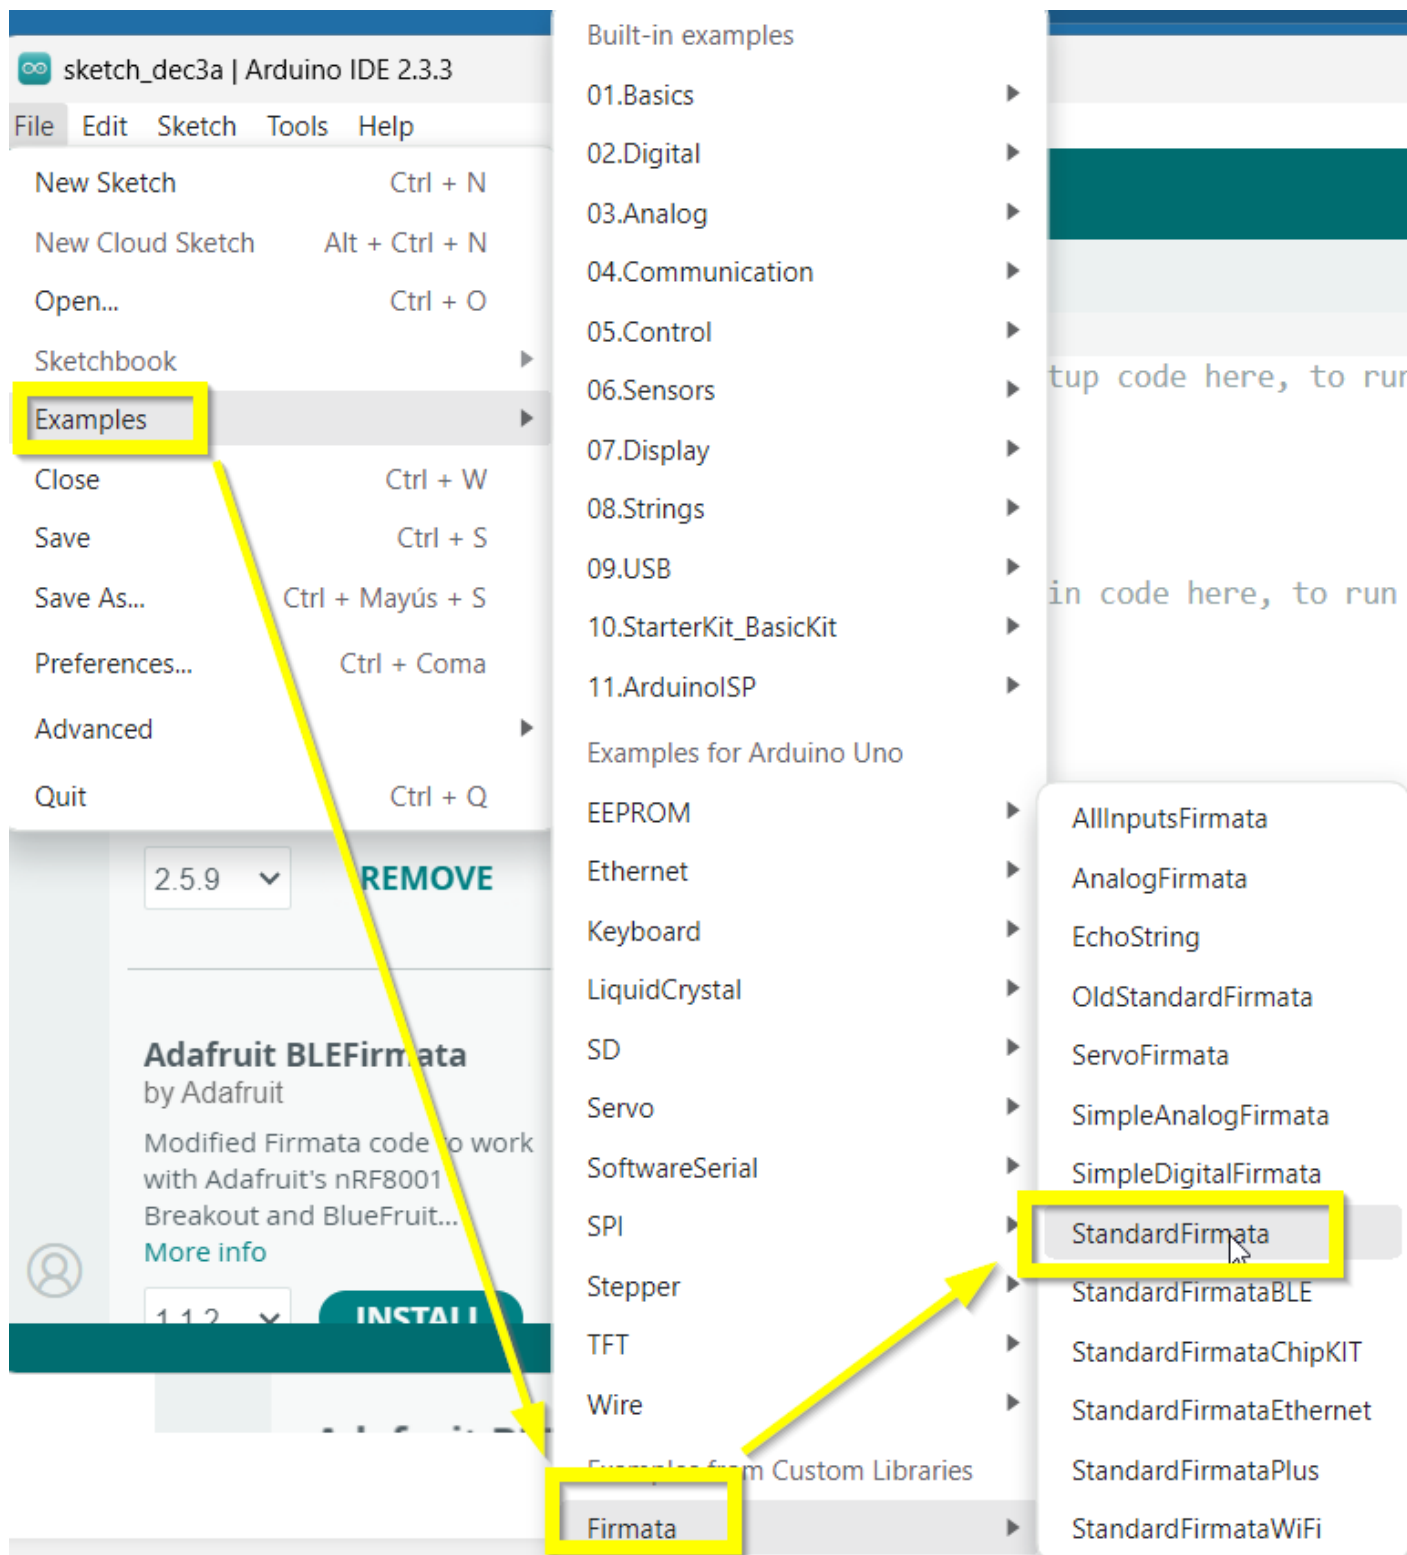 sketch_dec3a | Arduino IDE 2.3.3
File Edit Sketch Tools Help
New Sketch Ctrl + N
New Cloud Sketch Alt + Ctrl + N
Open... Ctrl + O
Sketchbook
Examples
Close Ctrl + W
Save Ctrl + S
Save As... Ctrl + Mayús + S
Preferences... Ctrl + Coma
Advanced
Quit Ctrl + Q
2.5.9 REMOVE
Adafruit BLEFirmata
by Adafruit
Modified Firmata code to work
with Adafruit's nRF8001
Breakout and BlueFruit...
More info
1.1.2 INSTALL
Built-in examples
01.Basics
02.Digital
03.Analog
04.Communication
05.Control
06.Sensors
07.Display
08.Strings
09.USB
10.StarterKit_BasicKit
11.ArduinoISP
Examples for Arduino Uno
EEPROM
Ethernet
Keyboard
LiquidCrystal
SD
Servo
SoftwareSerial
SPI
Stepper
TFT
Wire
Examples from Custom Libraries
Firmata
tup code here, to run
in code here, to run
AllInputsFirmata
AnalogFirmata
EchoString
OldStandardFirmata
ServoFirmata
SimpleAnalogFirmata
SimpleDigitalFirmata
StandardFirmata
StandardFirmataBLE
StandardFirmataChipKIT
StandardFirmataEthernet
StandardFirmataPlus
StandardFirmataWiFi